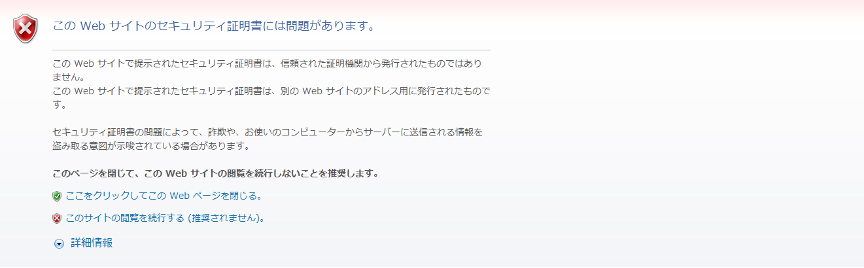 この Web サイトのセキュリティ証明書には問題があります。
この Web サイトで提示されたセキュリティ証明書は、信頼された証明機関から発行されたものではあり
ません。
この Web サイトで提示されたセキュリティ証明書は、別の Web サイトのアドレス用に発行されたもので
す。
セキュリティ証明書の問題によって、詐欺や、お使いのコンピューターからサーバーに送信される情報を
盗み取る意図が示唆されている場合があります。
このページを閉じて、この Web サイトの閲覧を続行しないことを推奨します。
ここをクリックしてこの Web ページを閉じる。
このサイトの閲覧を続行する (推奨されません)。
詳細情報